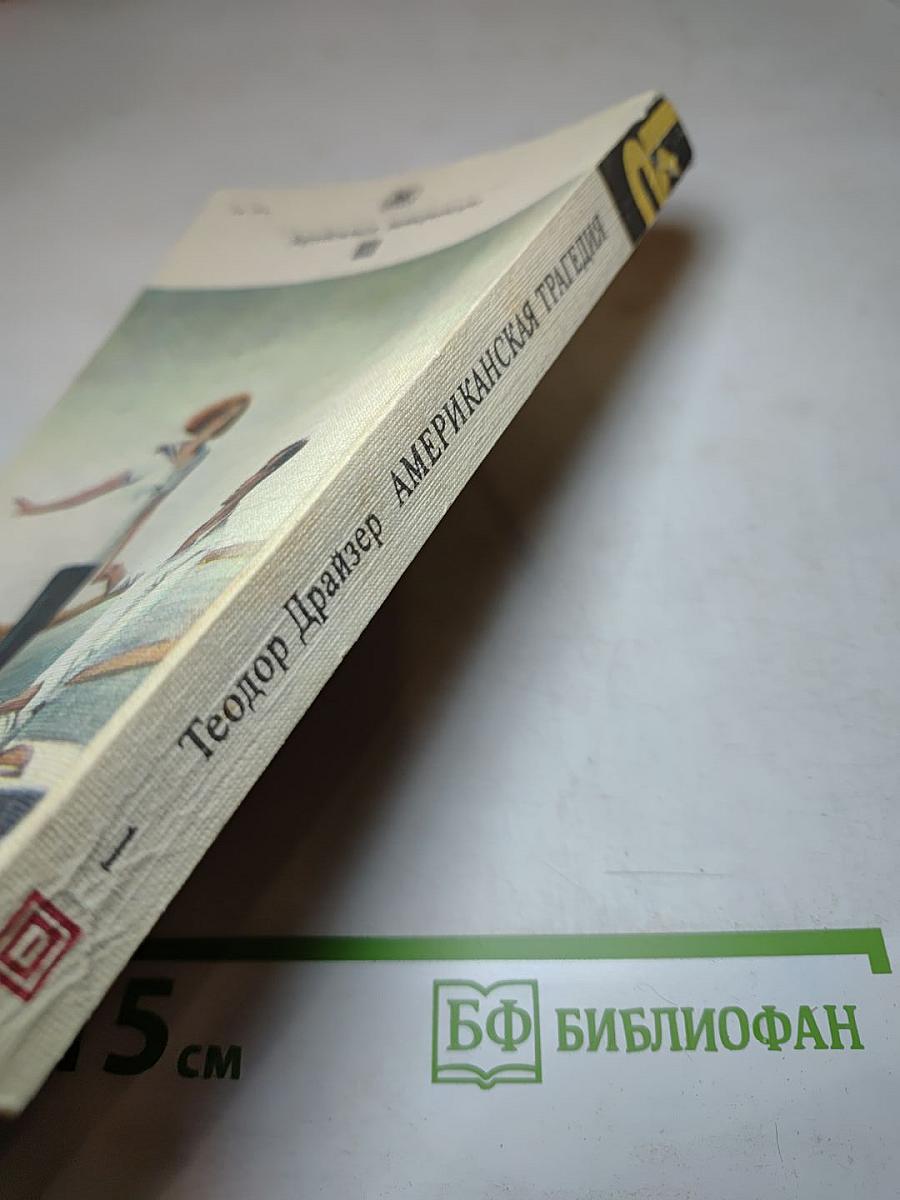 Теодор Драйзер АМЕРИКАНСКАЯ ТРАГЕДИЯ
1
15 см
БФ БИБЛИОФАН